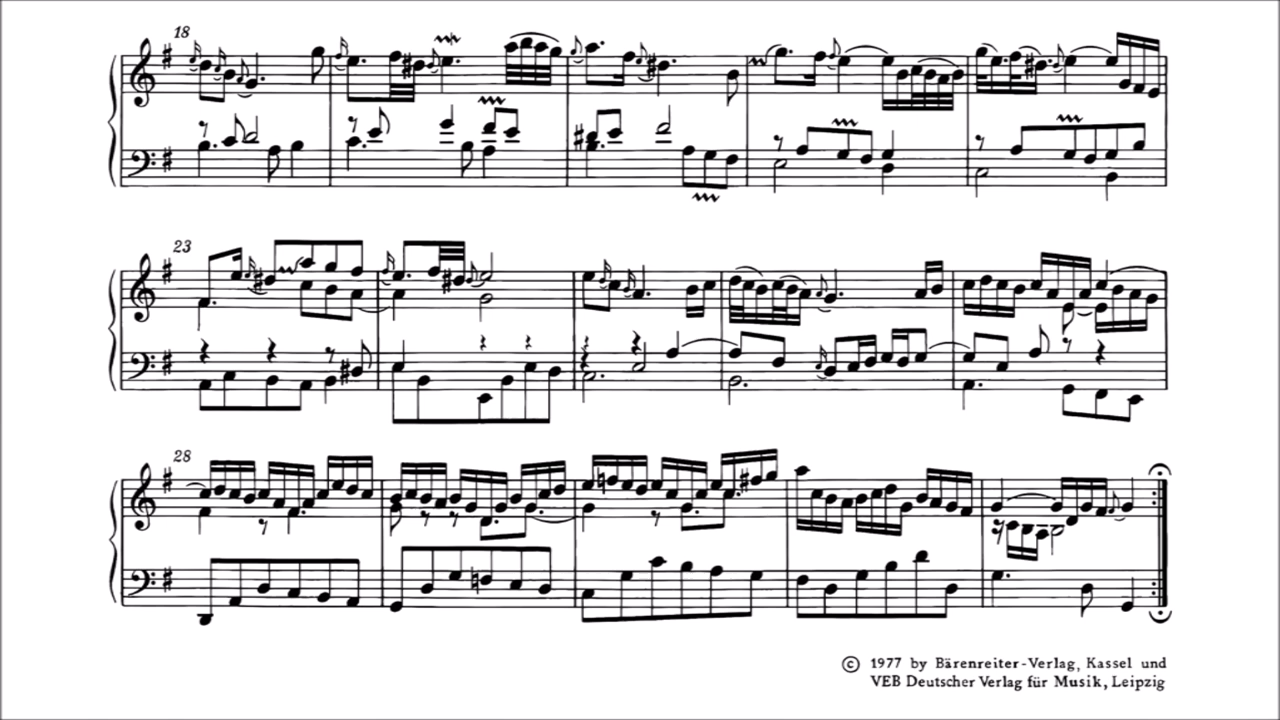 18
23
28
© 1977 by Bärenreiter-Verlag, Kassel und
VEB Deutscher Verlag für Musik, Leipzig